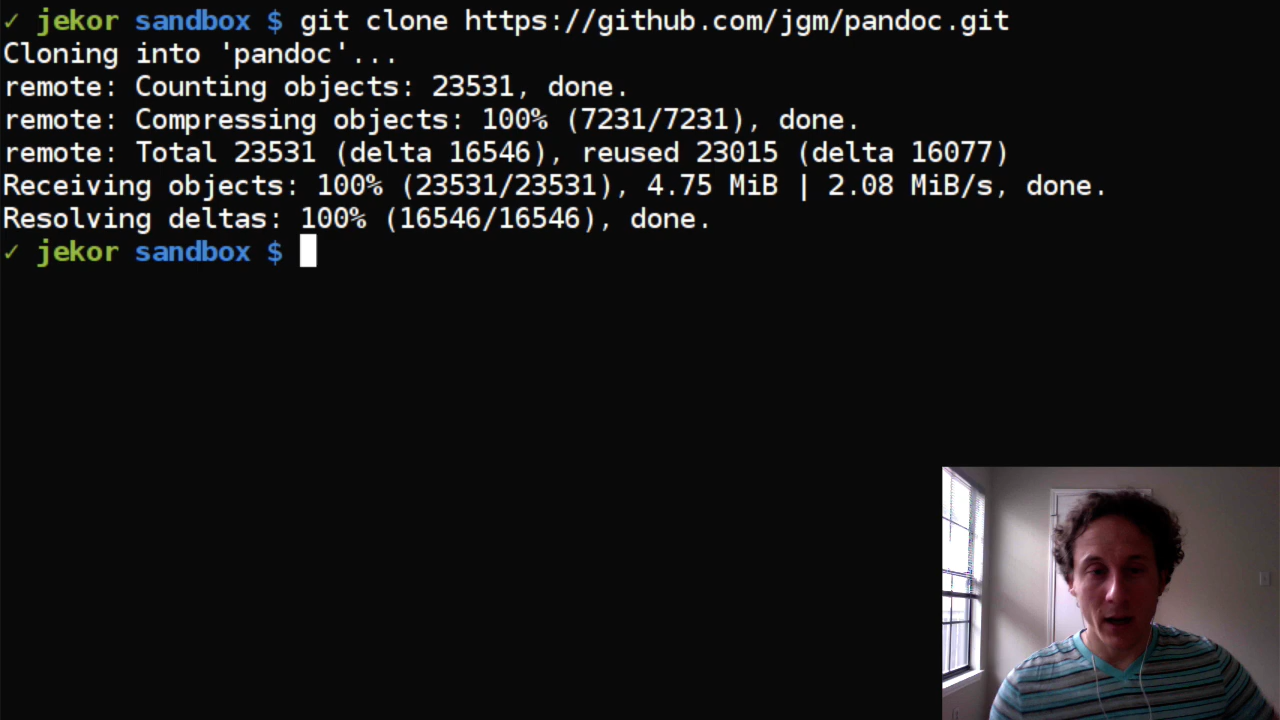 ✓ jekor sandbox $ git clone https://github.com/jgm/pandoc.git
Cloning into 'pandoc'...
remote: Counting objects: 23531, done.
remote: Compressing objects: 100% (7231/7231), done.
remote: Total 23531 (delta 16546), reused 23015 (delta 16077)
Receiving objects: 100% (23531/23531), 4.75 MiB | 2.08 MiB/s, done.
Resolving deltas: 100% (16546/16546), done.
✓ jekor sandbox $